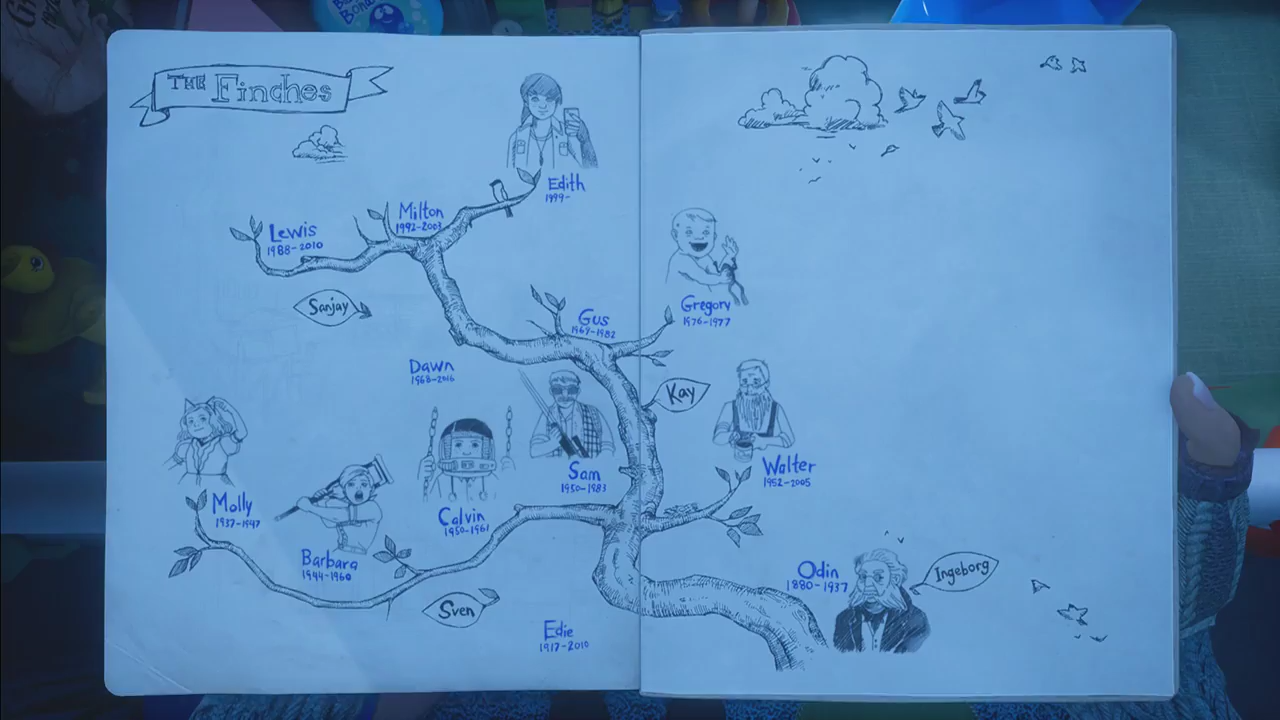 THE Finches
Edith
1999-
Lewis
1988-2010
Milton
1992-2003
Sanjay
Gus
1969-1982
Gregory
1976-1977
Dawn
1968-2016
Kay
Sam
1950-1983
Walter
1952-2005
Molly
1937-1947
Barbara
1944-1960
Calvin
1950-1961
Sven
Edie
1917-2010
Odin
1880-1937
Ingeborg